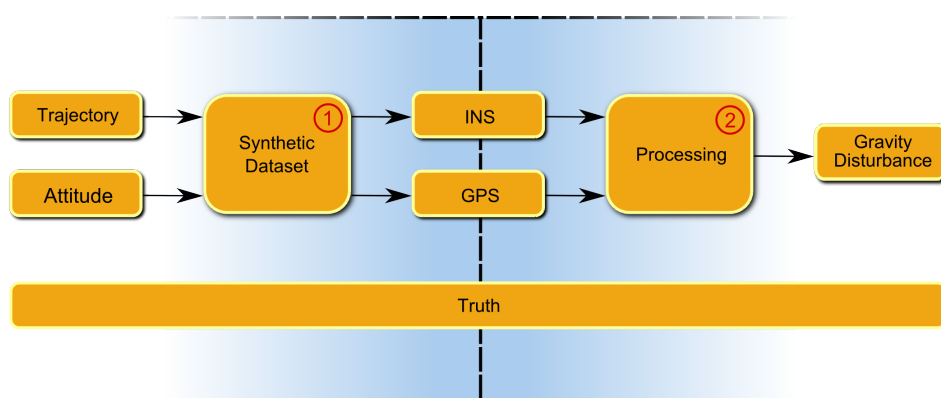 Trajectory
Attitude
1
Synthetic
Dataset
INS
GPS
2
Processing
Gravity
Disturbance
Truth